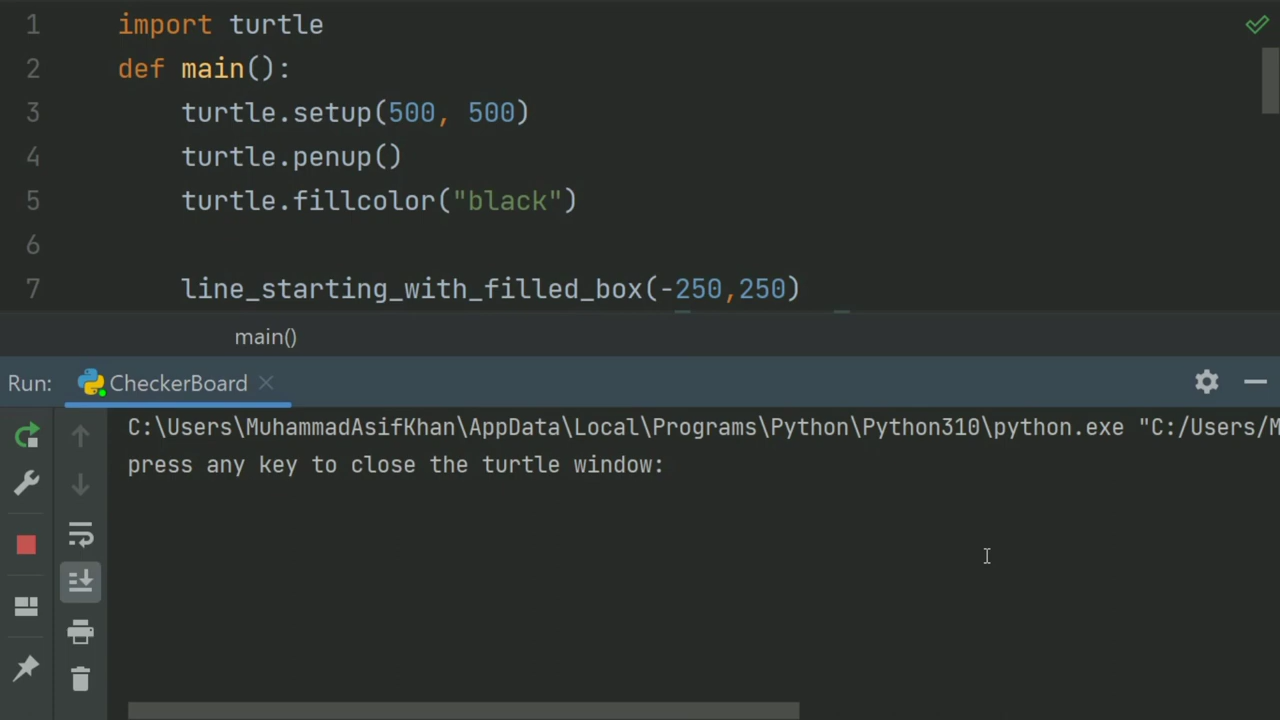 1 import turtle
2 def main():
3 turtle.setup(500, 500)
4 turtle.penup()
5 turtle.fillcolor("black")
6
7 line_starting_with_filled_box(-250,250)
main()
Run: CheckerBoard
C:\Users\MuhammadAsifKhan\AppData\Local\Programs\Python\Python310\python.exe "C:/Users/M
press any key to close the turtle window: